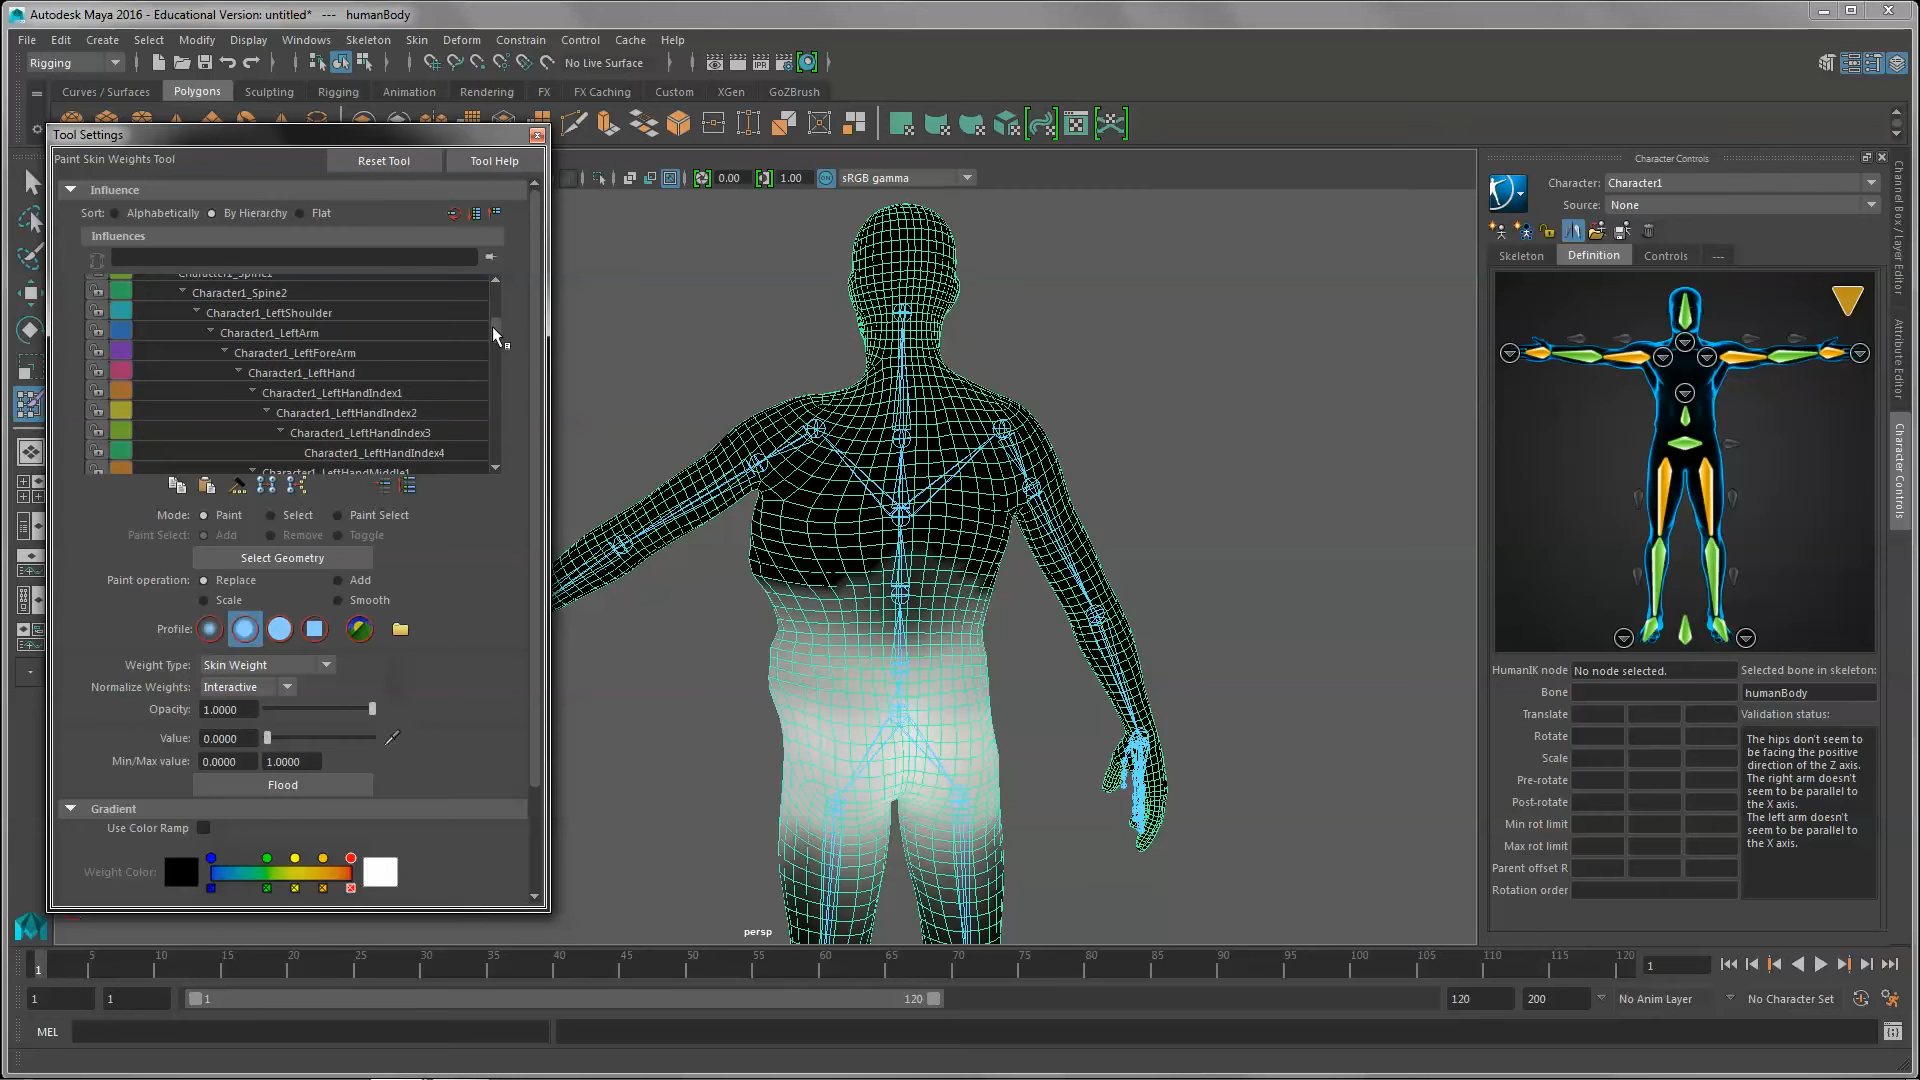 Autodesk Maya 2016 - Educational Version: untitled* --- humanBody
File Edit Create Select Modify Display Windows Skeleton Skin Deform Constrain Control Cache Help
Rigging
No Live Surface
Curves / Surfaces Polygons Sculpting Rigging Animation Rendering FX FX Caching Custom XGen GoZBrush
Tool Settings
Paint Skin Weights Tool
Reset Tool
Tool Help
Influence
Sort: Alphabetically By Hierarchy Flat
Influences
Character1_Spine1
Character1_Spine2
Character1_LeftShoulder
Character1_LeftArm
Character1_LeftForeArm
Character1_LeftHand
Character1_LeftHandIndex1
Character1_LeftHandIndex2
Character1_LeftHandIndex3
Character1_LeftHandIndex4
Character1_LeftHandMiddle1
Mode: Paint Select Paint Select
Paint Select: Add Remove Toggle
Select Geometry
Paint operation: Replace Add
Scale Smooth
Profile:
Weight Type: Skin Weight
Normalize Weights: Interactive
Opacity: 1.0000
Value: 0.0000
Min/Max value: 0.0000 1.0000
Flood
Gradient
Use Color Ramp
Weight Color:
0.00 1.00 sRGB gamma
persp
Character Controls
Character: Character1
Source: None
Skeleton Definition Controls ---
HumanIK node No node selected. Selected bone in skeleton:
Bone humanBody
Translate Validation status:
Rotate
Scale
Pre-rotate
Post-rotate
Min rot limit
Max rot limit
Parent offset R
Rotation order
The hips don't seem to
be facing the positive
direction of the Z axis.
The right arm doesn't
seem to be parallel to
the X axis.
The left arm doesn't
seem to be parallel to
the X axis.
Channel Box / Layer Editor
Attribute Editor
Character Controls
1 5 10 15 20 25 30 35 40 45 50 55 60 65 70 75 80 85 90 95 100 105 110 115 120
1
1 1 1 120 120 200 No Anim Layer No Character Set
MEL